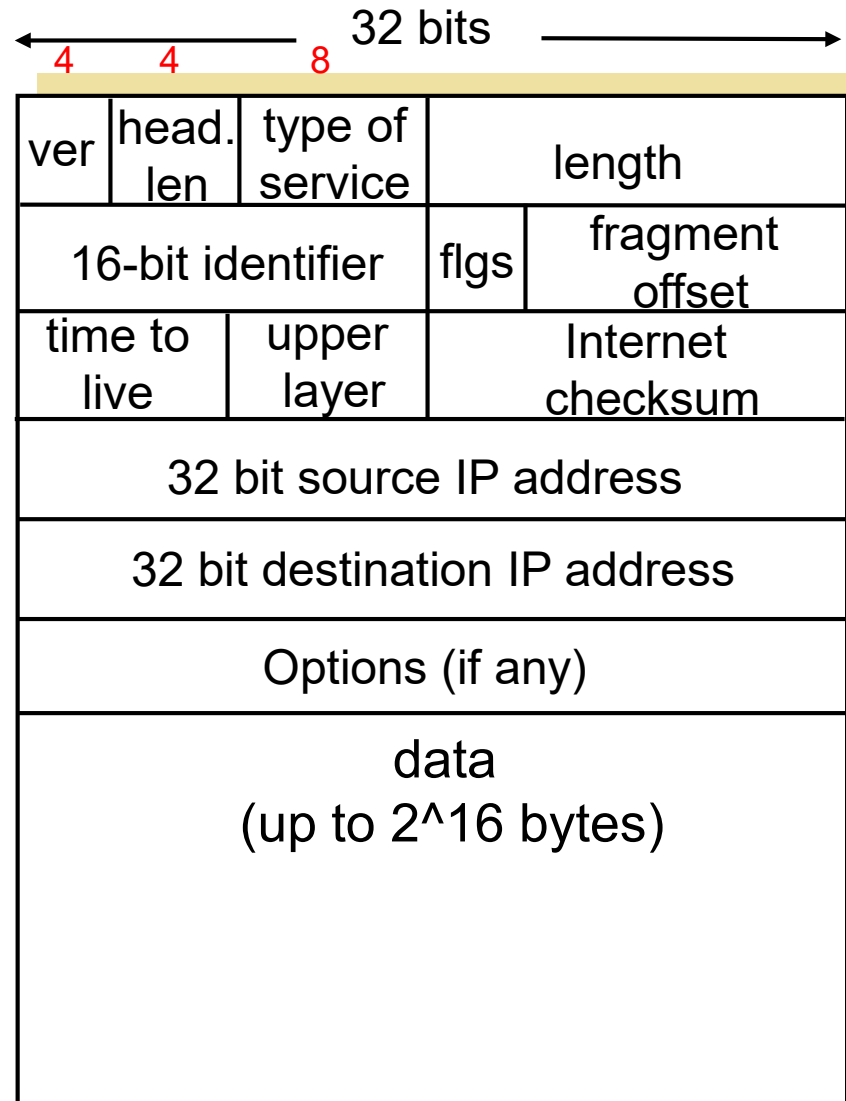 32 bits
4 4 8
ver head. len type of service length
16-bit identifier flgs fragment offset
time to live upper layer Internet checksum
32 bit source IP address
32 bit destination IP address
Options (if any)
data
(up to 2^16 bytes)